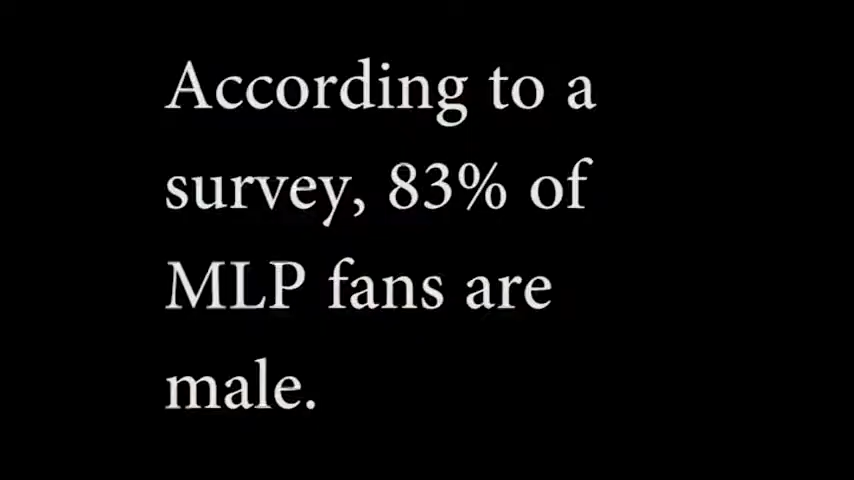 According to a
survey, 83% of
MLP fans are
male.